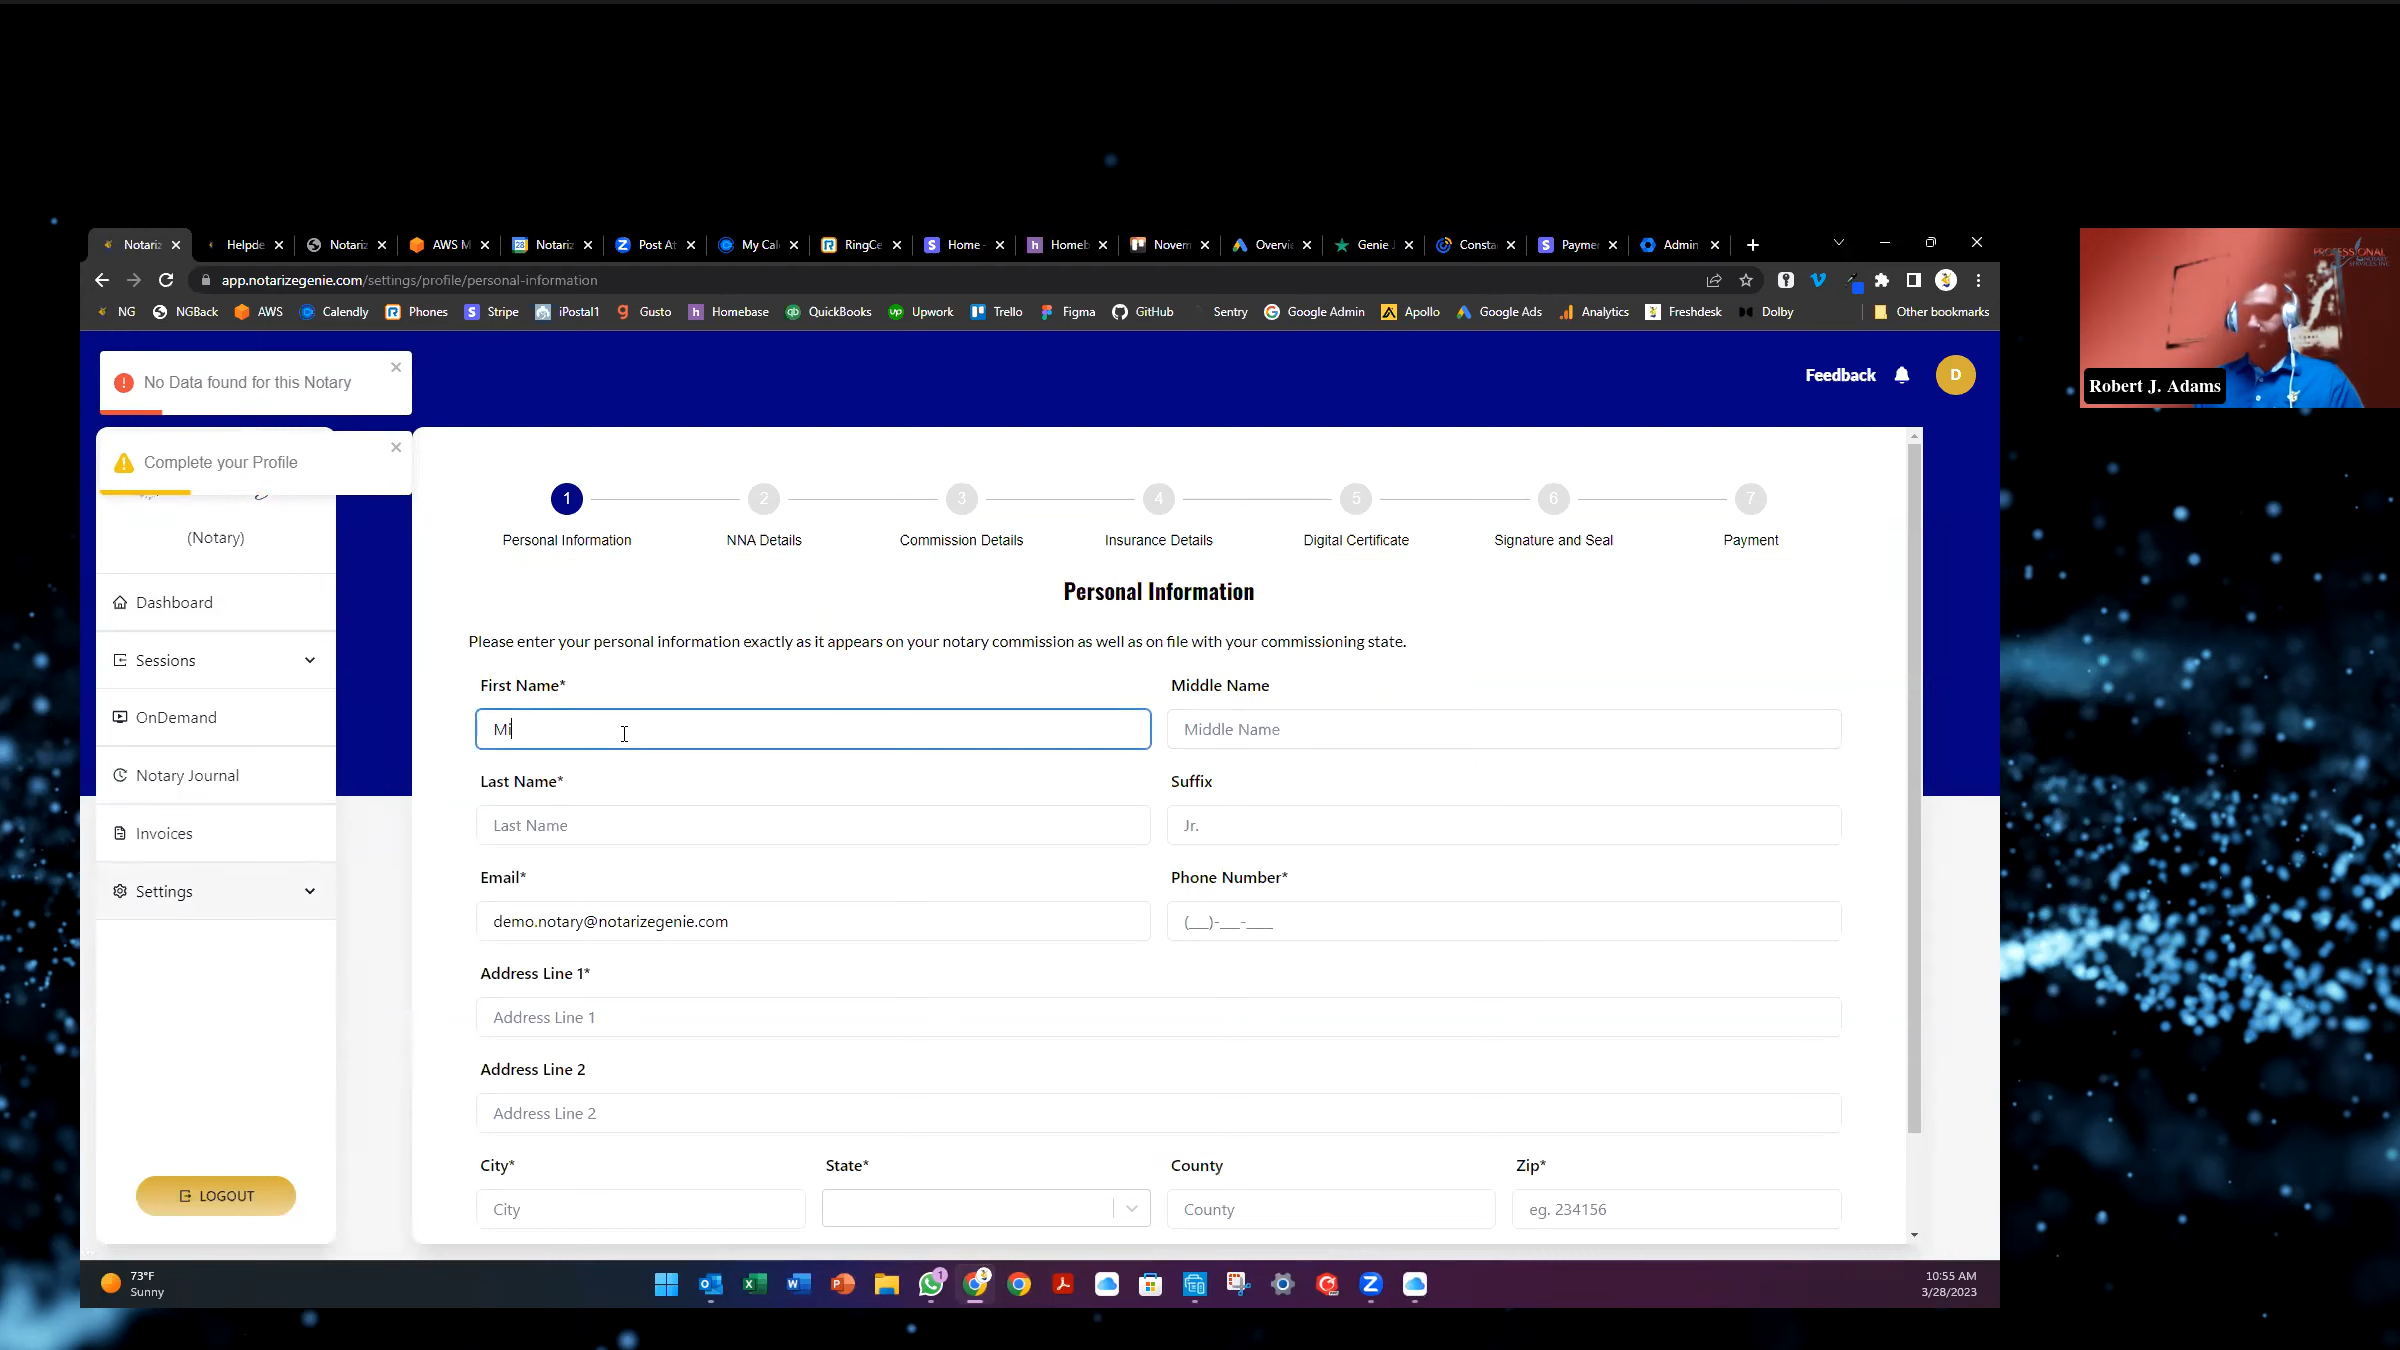 Notariz
Helpde
Notariz
AWS M
Notariz
Post At
My Cal
RingCe
Home -
Homeb
Novem
Overvie
Genie J
Consta
Paymen
Admin
app.notarizegenie.com/settings/profile/personal-information
NG
NGBack
AWS
Calendly
Phones
Stripe
iPostal1
Gusto
Homebase
QuickBooks
Upwork
Trello
Figma
GitHub
Sentry
Google Admin
Apollo
Google Ads
Analytics
Freshdesk
Dolby
Other bookmarks
No Data found for this Notary
Complete your Profile
Feedback
D
PROFESSIONAL
Robert J. Adams
(Notary)
Dashboard
Sessions
OnDemand
Notary Journal
Invoices
Settings
LOGOUT
1 2 3 4 5 6 7
Personal Information
NNA Details
Commission Details
Insurance Details
Digital Certificate
Signature and Seal
Payment
Personal Information
Please enter your personal information exactly as it appears on your notary commission as well as on file with your commissioning state.
First Name*
Middle Name
Mi
Middle Name
Last Name*
Suffix
Last Name
Jr.
Email*
Phone Number*
demo.notary@notarizegenie.com
(__)-__-___
Address Line 1*
Address Line 1
Address Line 2
Address Line 2
City*
State*
County
Zip*
City
County
eg. 234156
73°F
Sunny
10:55 AM
3/28/2023